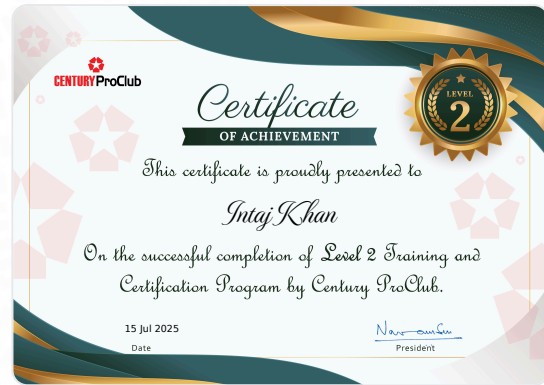 CENTURY ProClub
Certificate
OF ACHIEVEMENT
LEVEL
2
This certificate is proudly presented to
Intaj Khan
On the successful completion of Level 2 Training and
Certification Program by Century ProClub.
15 Jul 2025
Date
President